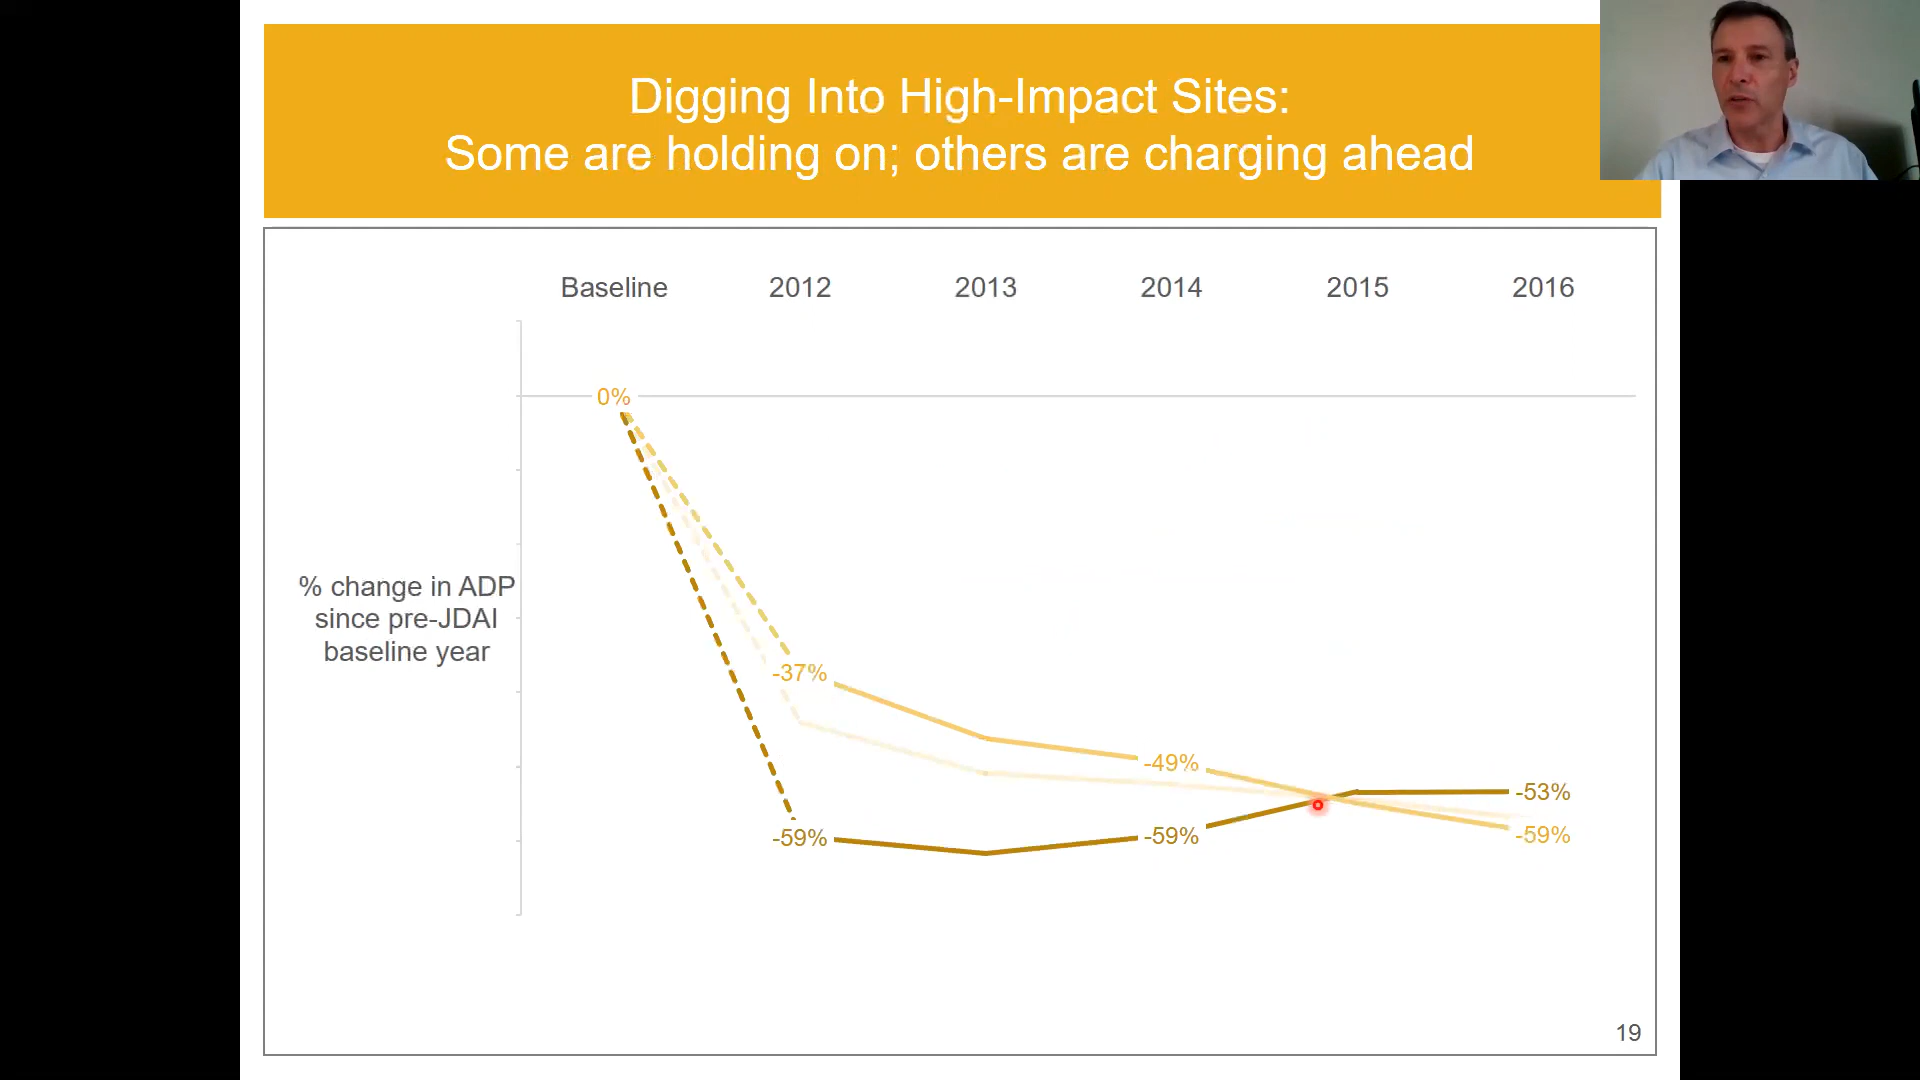 Digging Into High-Impact Sites:
Some are holding on; others are charging ahead
Baseline 2012 2013 2014 2015 2016
0%
% change in ADP
since pre-JDAI
baseline year
-37%
-49%
-53%
-59% -59% -59%
19